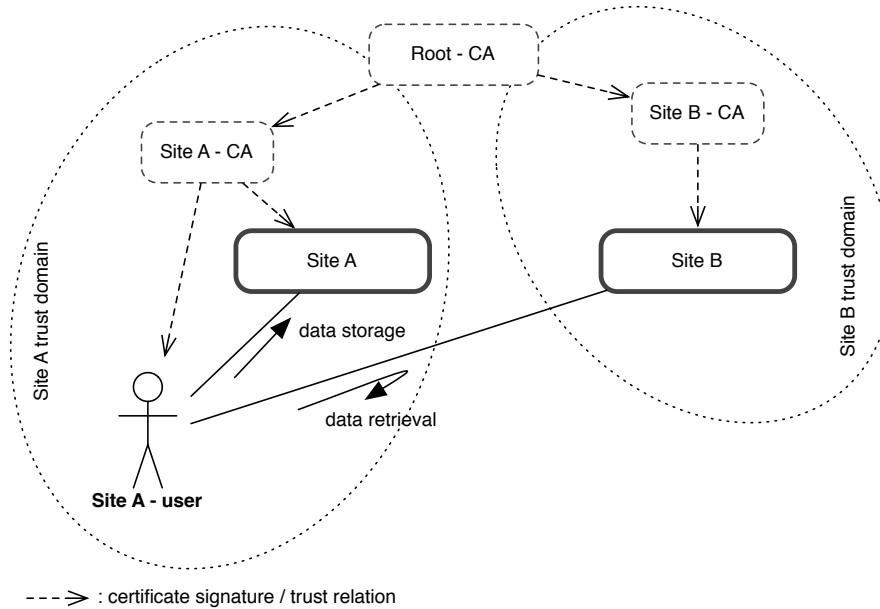 Root - CA
Site B - CA
Site A - CA
Site A
Site B
Site A trust domain
Site B trust domain
data storage
data retrieval
Site A - user
: certificate signature / trust relation